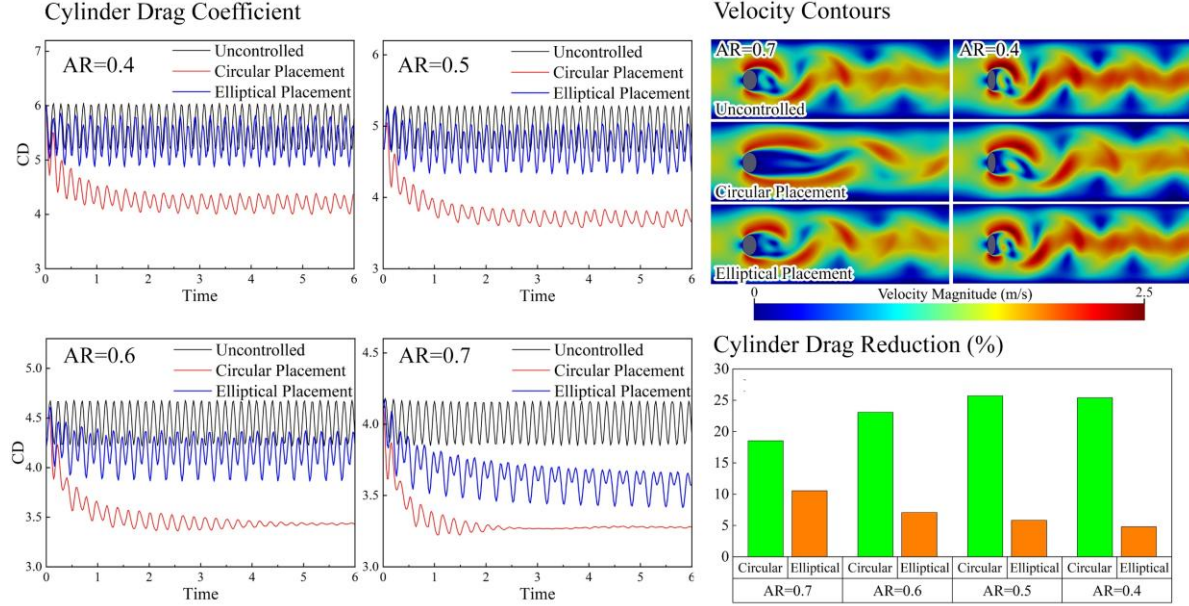 Cylinder Drag Coefficient
7
6
5
4
3
CD
AR=0.4
Uncontrolled
Circular Placement
Elliptical Placement
0 1 2 3 4 5 6
Time
6
5
4
3
AR=0.5
Uncontrolled
Circular Placement
Elliptical Placement
0 1 2 3 4 5 6
Time
Velocity Contours
AR=0.7 AR=0.4
Uncontrolled
Circular Placement
Elliptical Placement
0 Velocity Magnitude (m/s) 2.5
5.0
4.5
4.0
3.5
3.0
CD
AR=0.6
Uncontrolled
Circular Placement
Elliptical Placement
0 1 2 3 4 5 6
Time
4.5
4.0
3.5
3.0
AR=0.7
Uncontrolled
Circular Placement
Elliptical Placement
0 1 2 3 4 5 6
Time
Cylinder Drag Reduction (%)
30
25
20
15
10
5
0
Circular Elliptical Circular Elliptical Circular Elliptical Circular Elliptical
AR=0.7 AR=0.6 AR=0.5 AR=0.4